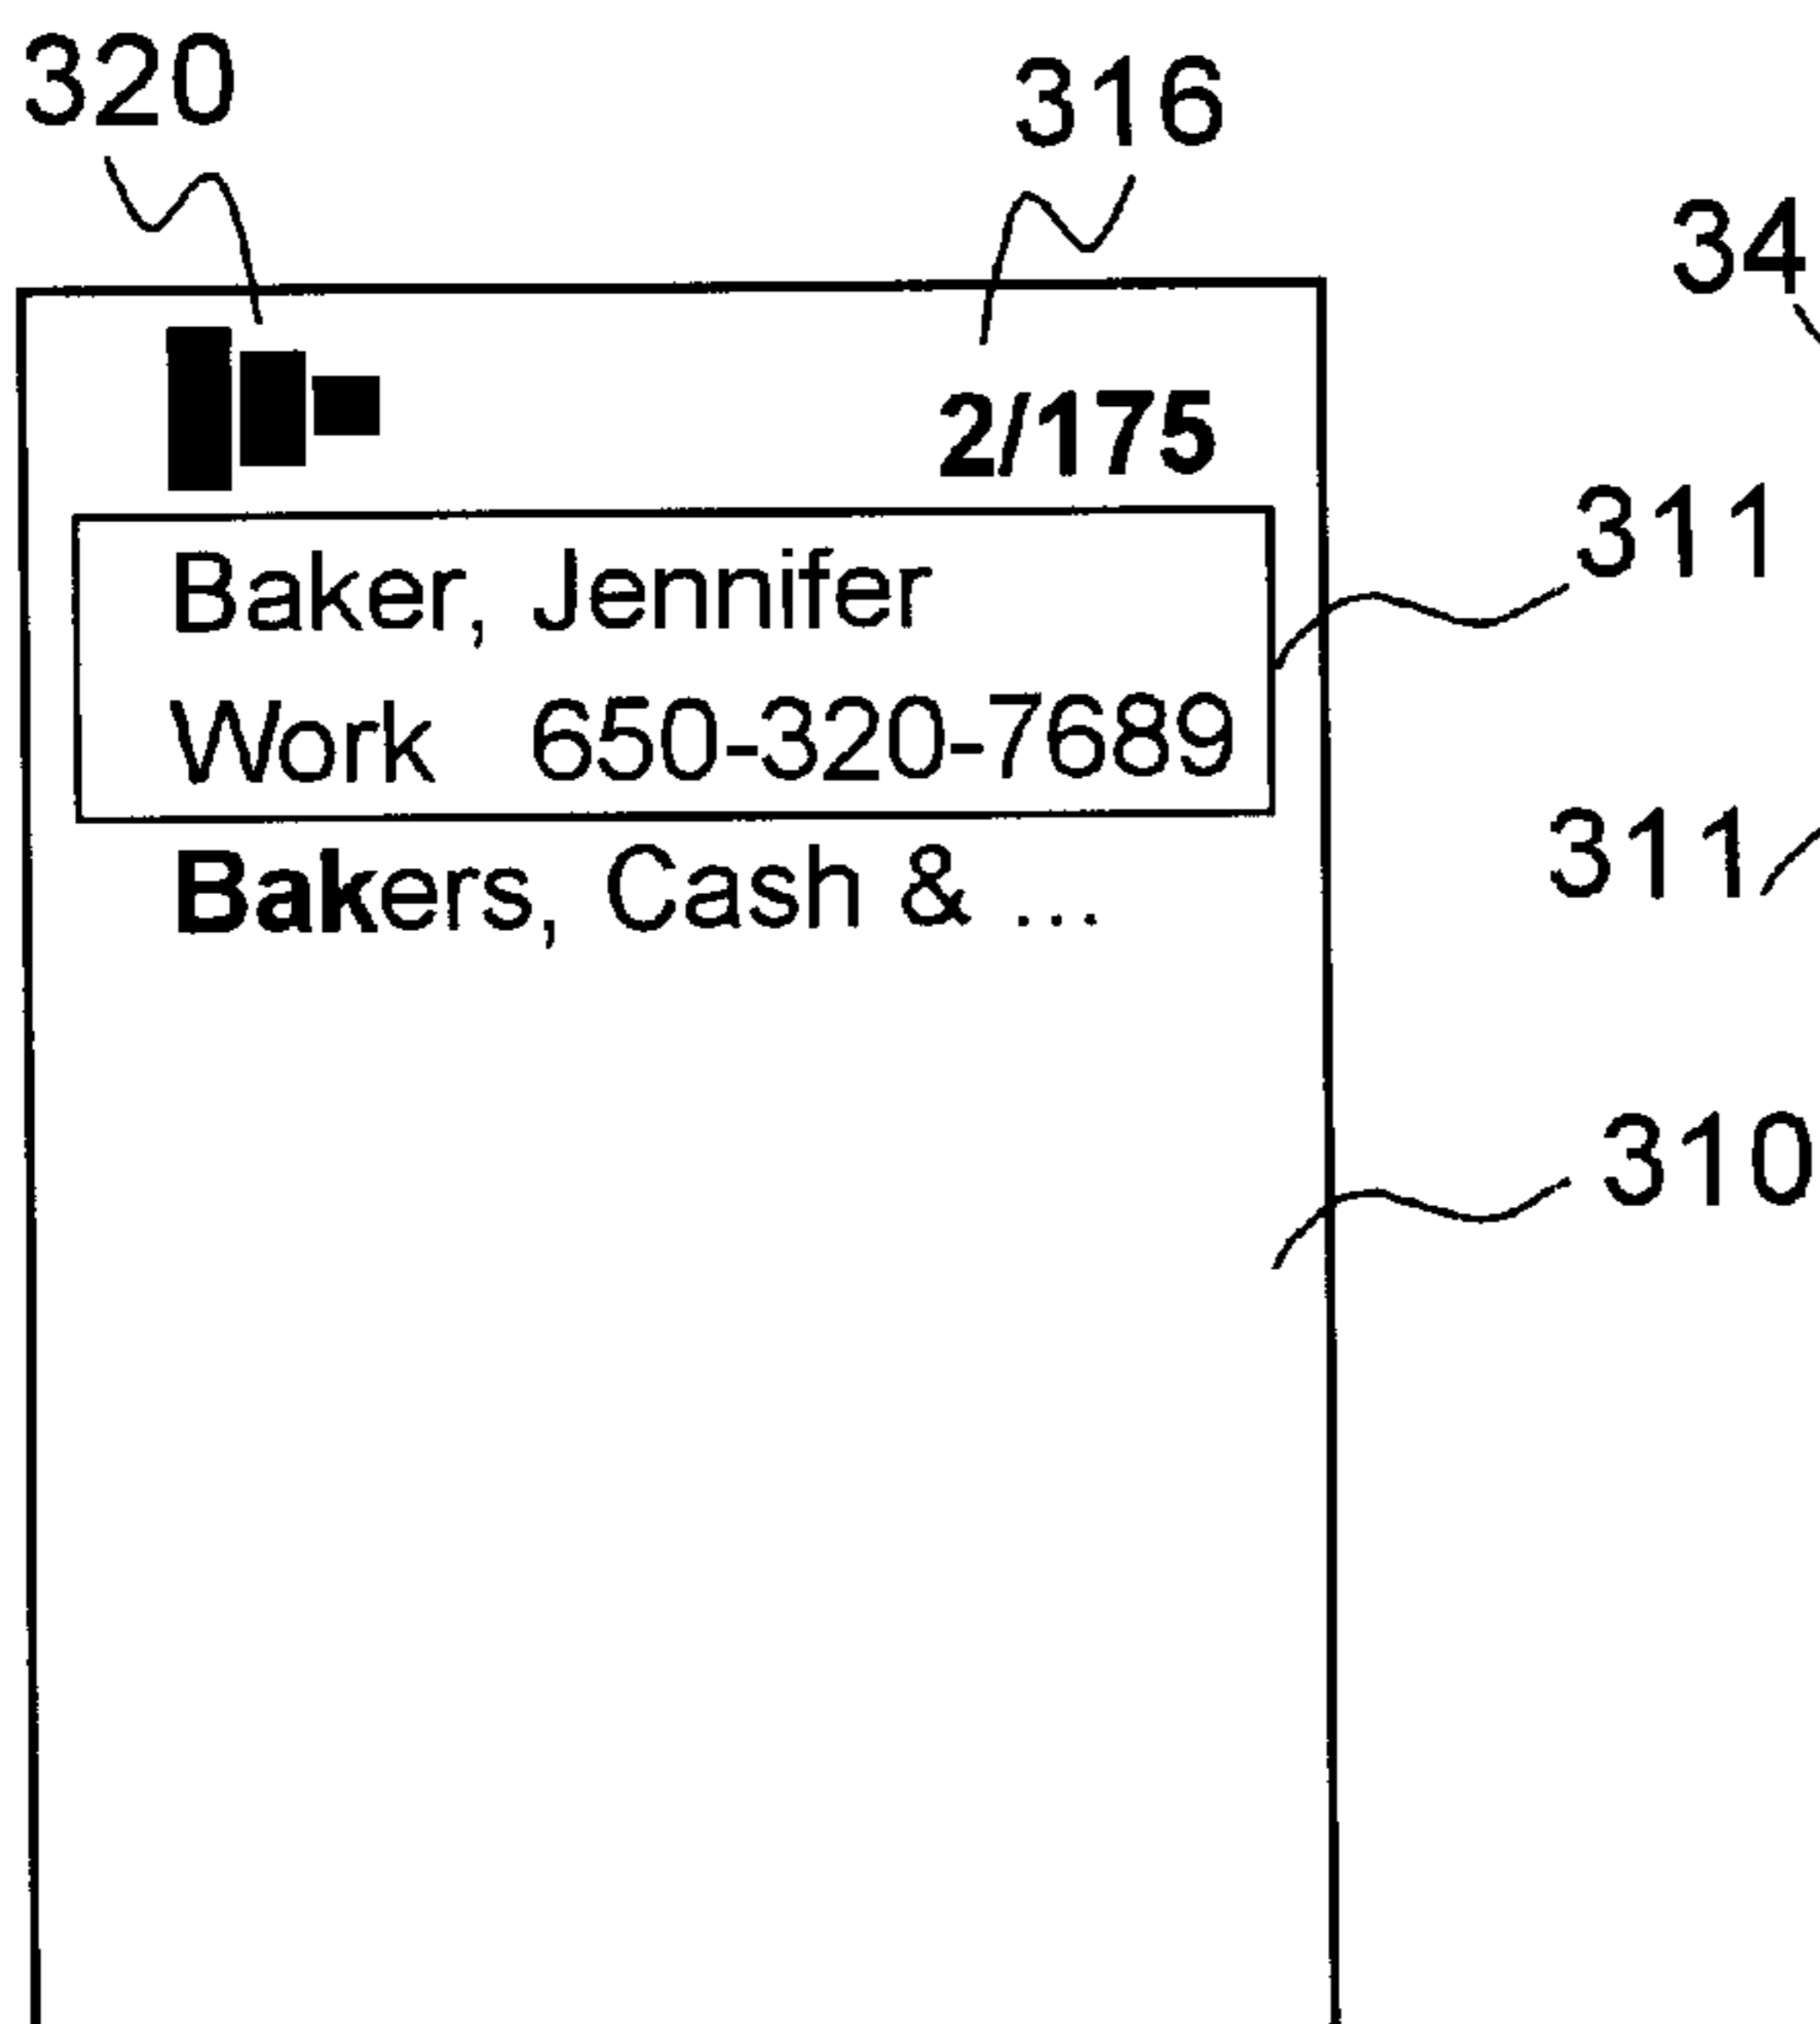 320
316
34
2/175
311
Baker, Jennifer
Work 650-320-7689
311
Bakers, Cash & ...
310